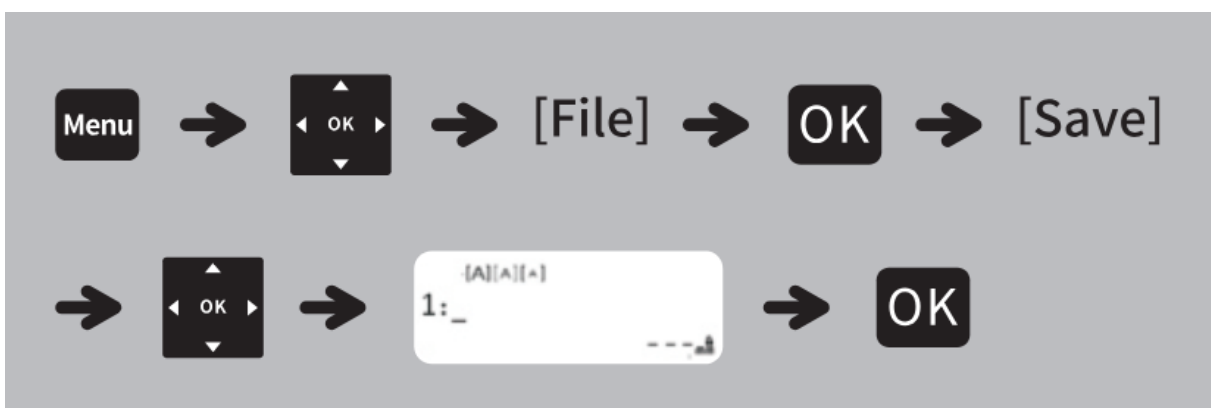 Menu OK [File] OK [Save]
OK
-[A][A][A]
1:_
---
OK